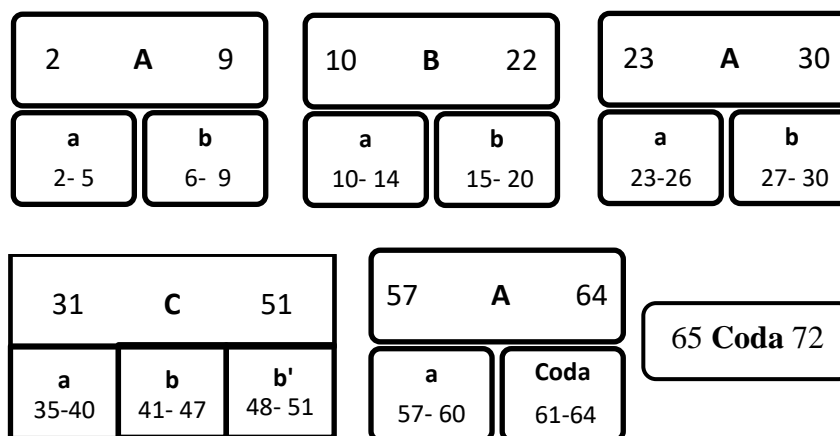 2 A 9
a
2- 5
b
6- 9
10 B 22
a
10- 14
b
15- 20
23 A 30
a
23-26
b
27- 30
31 C 51
a
35-40
b
41- 47
b'
48- 51
57 A 64
a
57- 60
Coda
61-64
65 Coda 72